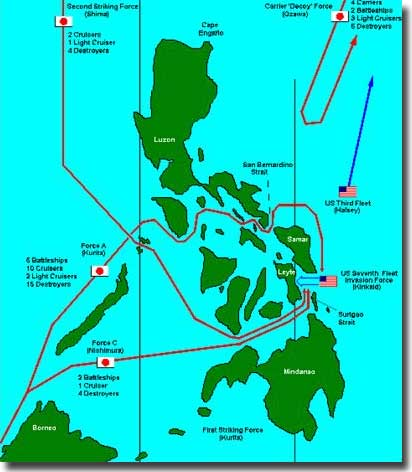 Second Striking Force
(Shima)
2 Cruisers
1 Light Cruiser
4 Destroyers
Cape
Engaño
Carrier 'Decoy' Force
(Ozawa)
4 Carriers
2 Battleships
3 Light Cruisers
5 Destroyers
Luzon
San Bernardino
Strait
US Third Fleet
(Halsey)
Samar
Force A
(Kurita)
5 Battleships
10 Cruisers
2 Light Cruisers
15 Destroyers
Leyte
US Seventh Fleet
Invasion Force
(Kinkaid)
Surigao
Strait
Force C
(Nishimura)
2 Battleships
1 Cruiser
4 Destroyers
Mindanao
Borneo
First Striking Force
(Kurita)